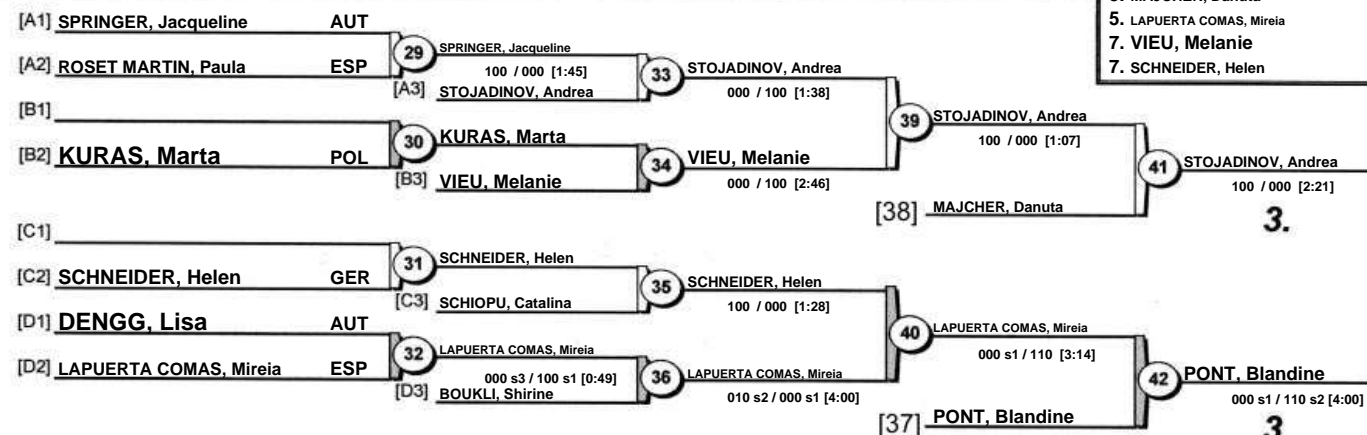 3. MAJCHER, Danuta
5. LAPUERTA COMAS, Mireia
7. VIEU, Melanie
7. SCHNEIDER, Helen
[A1] SPRINGER, Jacqueline AUT
[A2] ROSET MARTIN, Paula ESP
29
SPRINGER, Jacqueline
100 / 000 [1:45]
[A3] STOJADINOV, Andrea
33
STOJADINOV, Andrea
000 / 100 [1:38]
[B1]
[B2] KURAS, Marta POL
30
KURAS, Marta
[B3] VIEU, Melanie
34
VIEU, Melanie
000 / 100 [2:46]
39
STOJADINOV, Andrea
100 / 000 [1:07]
[38] MAJCHER, Danuta
41
STOJADINOV, Andrea
100 / 000 [2:21]
3.
[C1]
[C2] SCHNEIDER, Helen GER
31
SCHNEIDER, Helen
[C3] SCHIOPU, Catalina
35
SCHNEIDER, Helen
100 / 000 [1:28]
[D1] DENGG, Lisa AUT
[D2] LAPUERTA COMAS, Mireia ESP
32
LAPUERTA COMAS, Mireia
000 s3 / 100 s1 [0:49]
[D3] BOUKLI, Shirine
36
LAPUERTA COMAS, Mireia
010 s2 / 000 s1 [4:00]
40
LAPUERTA COMAS, Mireia
000 s1 / 110 [3:14]
[37] PONT, Blandine
42
PONT, Blandine
000 s1 / 110 s2 [4:00]
3